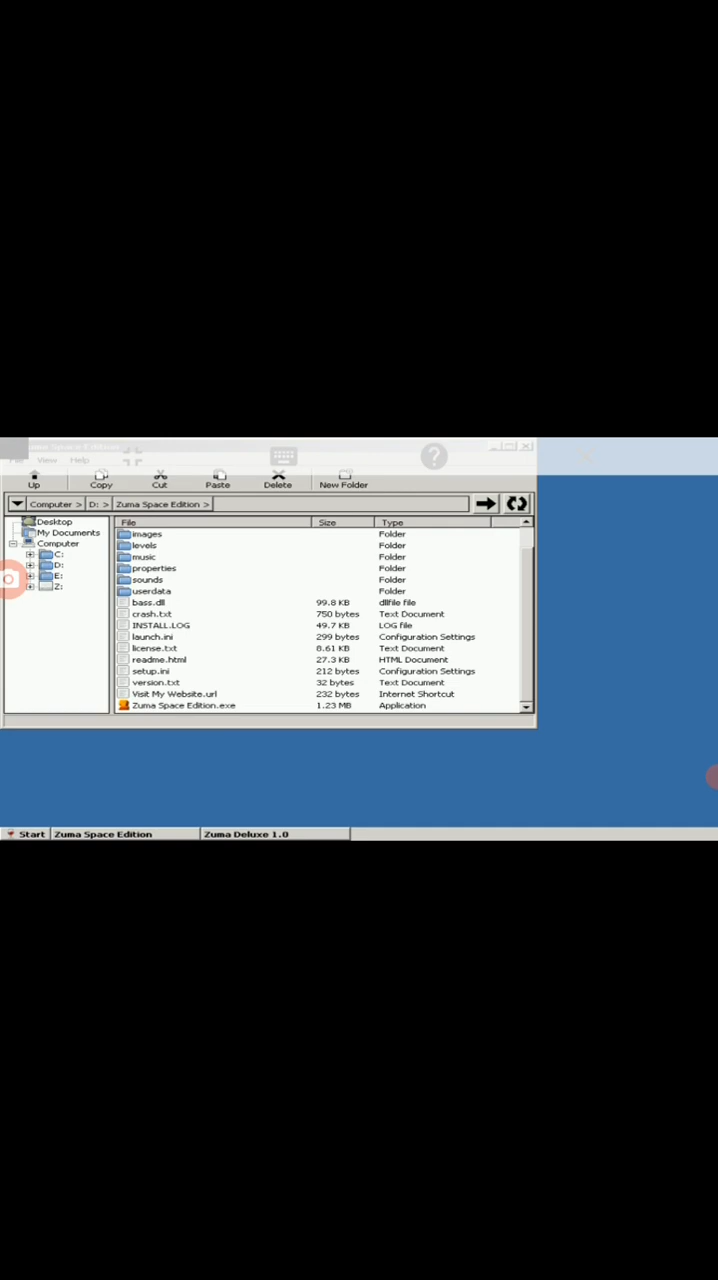 File View Help
Up Copy Cut Paste Delete New Folder
Computer > D: > Zuma Space Edition >
Desktop
My Documents
Computer
C:
D:
E:
Z:
File Size Type
images Folder
levels Folder
music Folder
properties Folder
sounds Folder
userdata Folder
bass.dll 99.8 KB dllfile file
crash.txt 750 bytes Text Document
INSTALL.LOG 49.7 KB LOG file
launch.ini 299 bytes Configuration Settings
license.txt 8.61 KB Text Document
readme.html 27.3 KB HTML Document
setup.ini 212 bytes Configuration Settings
version.txt 32 bytes Text Document
Visit My Website.url 232 bytes Internet Shortcut
Zuma Space Edition.exe 1.23 MB Application
Start Zuma Space Edition Zuma Deluxe 1.0